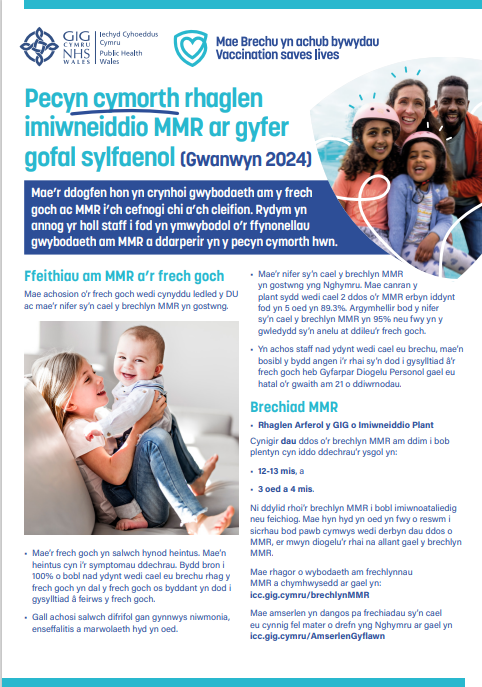 GIG
CYMRU
NHS
WALES
Iechyd Cyhoeddus
Cymru
Public Health
Wales
Mae Brechu yn achub bywydau
Vaccination saves lives
Pecyn cymorth rhaglen
imiwneiddio MMR ar gyfer
gofal sylfaenol (Gwanwyn 2024)
Mae'r ddogfen hon yn crynhoi gwybodaeth am y frech
goch ac MMR i'ch cefnogi chi a'ch cleifion. Rydym yn
annog yr holl staff i fod yn ymwybodol o'r ffynonellau
gwybodaeth am MMR a ddarperir yn y pecyn cymorth hwn.
Ffeithiau am MMR a'r frech goch
Mae achosion o'r frech goch wedi cynyddu ledled y DU
ac mae'r nifer sy'n cael y brechlyn MMR yn gostwng.
• Mae'r frech goch yn salwch hynod heintus. Mae'n
heintus cyn i'r symptomau ddechrau. Bydd bron i
100% o bobl nad ydynt wedi cael eu brechu rhag y
frech goch yn dal y frech goch os byddant yn dod i
gysylltiad â feirws y frech goch.
• Gall achosi salwch difrifol gan gynnwys niwmonia,
enseffalitis a marwolaeth hyd yn oed.
• Mae'r nifer sy'n cael y brechlyn MMR
yn gostwng yng Nghymru. Mae canran y
plant sydd wedi cael 2 ddos o'r MMR erbyn iddynt
fod yn 5 oed yn 89.3%. Argymhellir bod y nifer
sy'n cael y brechlyn MMR yn 95% neu fwy yn y
gwledydd sy'n anelu at ddileu'r frech goch.
• Yn achos staff nad ydynt wedi cael eu brechu, mae'n
bosibl y bydd angen i'r rhai sy'n dod i gysylltiad â'r
frech goch heb Gyfarpar Diogelu Personol gael eu
hatal o'r gwaith am 21 o ddiwrnodau.
Brechiad MMR
• Rhaglen Arferol y GIG o Imiwneiddio Plant
Cynigir dau ddos o'r brechlyn MMR am ddim i bob
plentyn cyn iddo ddechrau'r ysgol yn:
• 12-13 mis, a
• 3 oed a 4 mis.
Ni ddylid rhoi'r brechlyn MMR i bobl imiwnoataliedig
neu feichiog. Mae hyn hyd yn oed yn fwy o reswm i
sicrhau bod pawb cymwys wedi derbyn dau ddos o
MMR, er mwyn diogelu'r rhai na allant gael y brechlyn
MMR.
Mae rhagor o wybodaeth am frechlynnau
MMR a chymhwysedd ar gael yn:
icc.gig.cymru/brechlynMMR
Mae amserlen yn dangos pa frechiadau sy'n cael
eu cynnig fel mater o drefn yng Nghymru ar gael yn
icc.gig.cymru/AmserlenGyflawn